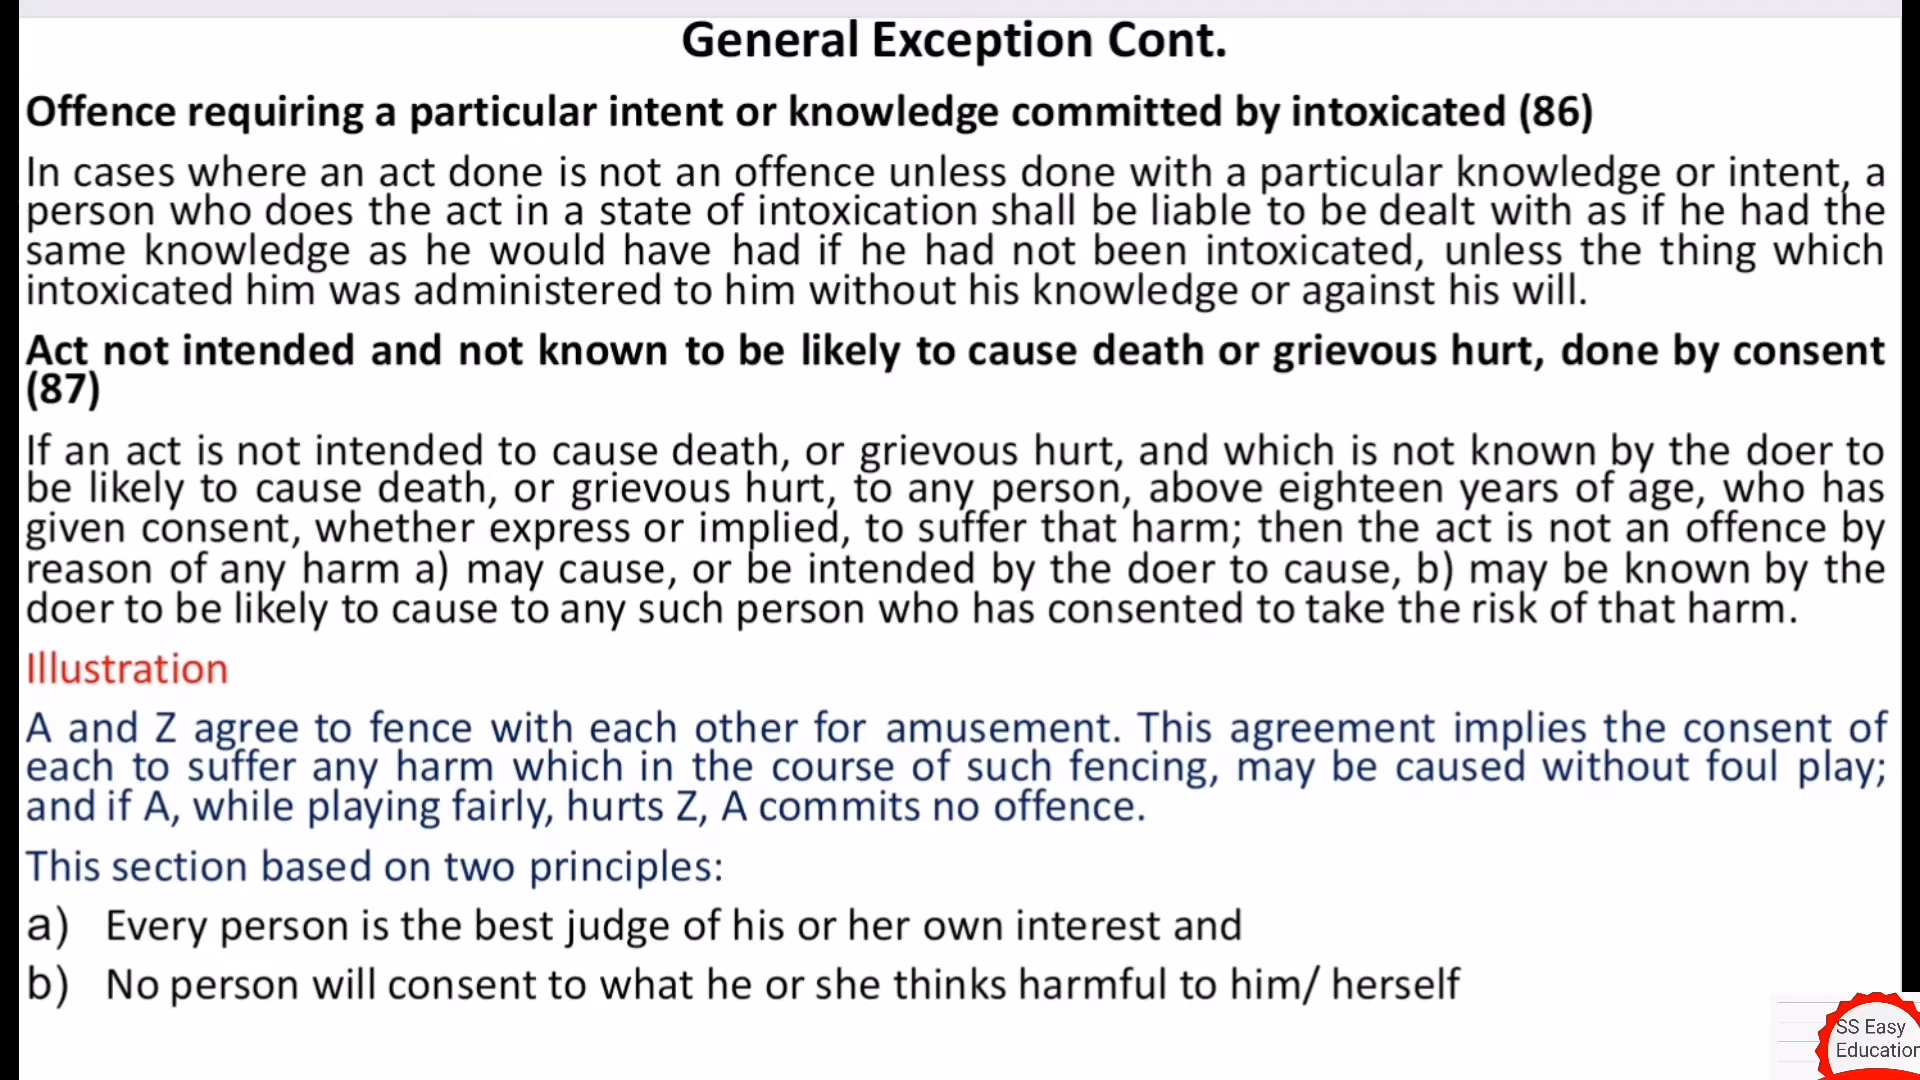 General Exception Cont.
Offence requiring a particular intent or knowledge committed by intoxicated (86)
In cases where an act done is not an offence unless done with a particular knowledge or intent, a
person who does the act in a state of intoxication shall be liable to be dealt with as if he had the
same knowledge as he would have had if he had not been intoxicated, unless the thing which
intoxicated him was administered to him without his knowledge or against his will.
Act not intended and not known to be likely to cause death or grievous hurt, done by consent
(87)
If an act is not intended to cause death, or grievous hurt, and which is not known by the doer to
be likely to cause death, or grievous hurt, to any person, above eighteen years of age, who has
given consent, whether express or implied, to suffer that harm; then the act is not an offence by
reason of any harm a) may cause, or be intended by the doer to cause, b) may be known by the
doer to be likely to cause to any such person who has consented to take the risk of that harm.
Illustration
A and Z agree to fence with each other for amusement. This agreement implies the consent of
each to suffer any harm which in the course of such fencing, may be caused without foul play;
and if A, while playing fairly, hurts Z, A commits no offence.
This section based on two principles:
a) Every person is the best judge of his or her own interest and
b) No person will consent to what he or she thinks harmful to him/ herself
SS Easy
Education